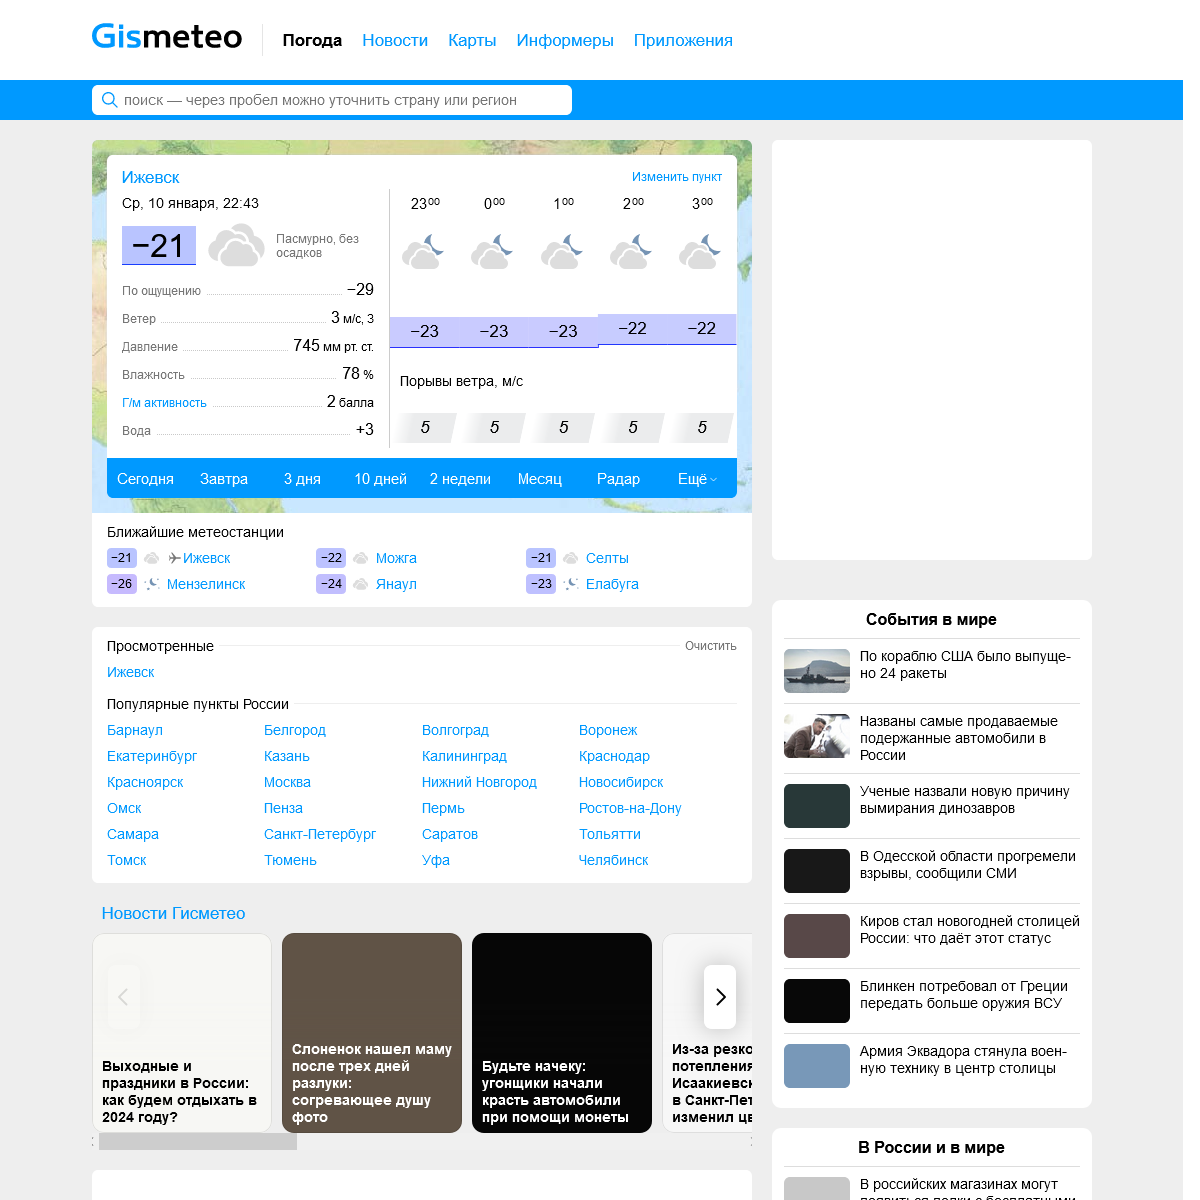 Gismeteo
Погода Новости Карты Информеры Приложения
поиск — через пробел можно уточнить страну или регион
Ижевск
Изменить пункт
Ср, 10 января, 22:43
−21
Пасмурно, без
осадков
По ощущению −29
Ветер 3 м/с, З
Давление 745 мм рт. ст.
Влажность 78 %
Г/м активность 2 балла
Вода +3
23 00 0 00 1 00 2 00 3 00
−23 −23 −23 −22 −22
Порывы ветра, м/с
5 5 5 5 5
Сегодня Завтра 3 дня 10 дней 2 недели Месяц Радар Ещё
Ближайшие метеостанции
−21 Ижевск −22 Можга −21 Селты
−26 Мензелинск −24 Янаул −23 Елабуга
Просмотренные Очистить
Ижевск
Популярные пункты России
Барнаул Белгород Волгоград Воронеж
Екатеринбург Казань Калининград Краснодар
Красноярск Москва Нижний Новгород Новосибирск
Омск Пенза Пермь Ростов-на-Дону
Самара Санкт-Петербург Саратов Тольятти
Томск Тюмень Уфа Челябинск
Новости Гисметео
Выходные и
праздники в России:
как будем отдыхать в
2024 году?
Слоненок нашел маму
после трех дней
разлуки:
согревающее душу
фото
Будьте начеку:
угонщики начали
красть автомобили
при помощи монеты
Из-за резко
потепления
Исаакиевск
в Санкт-Пет
изменил цв
События в мире
По кораблю США было выпуще-
но 24 ракеты
Названы самые продаваемые
подержанные автомобили в
России
Ученые назвали новую причину
вымирания динозавров
В Одесской области прогремели
взрывы, сообщили СМИ
Киров стал новогодней столицей
России: что даёт этот статус
Блинкен потребовал от Греции
передать больше оружия ВСУ
Армия Эквадора стянула воен-
ную технику в центр столицы
В России и в мире
В российских магазинах могут
появиться полки с бесплатными